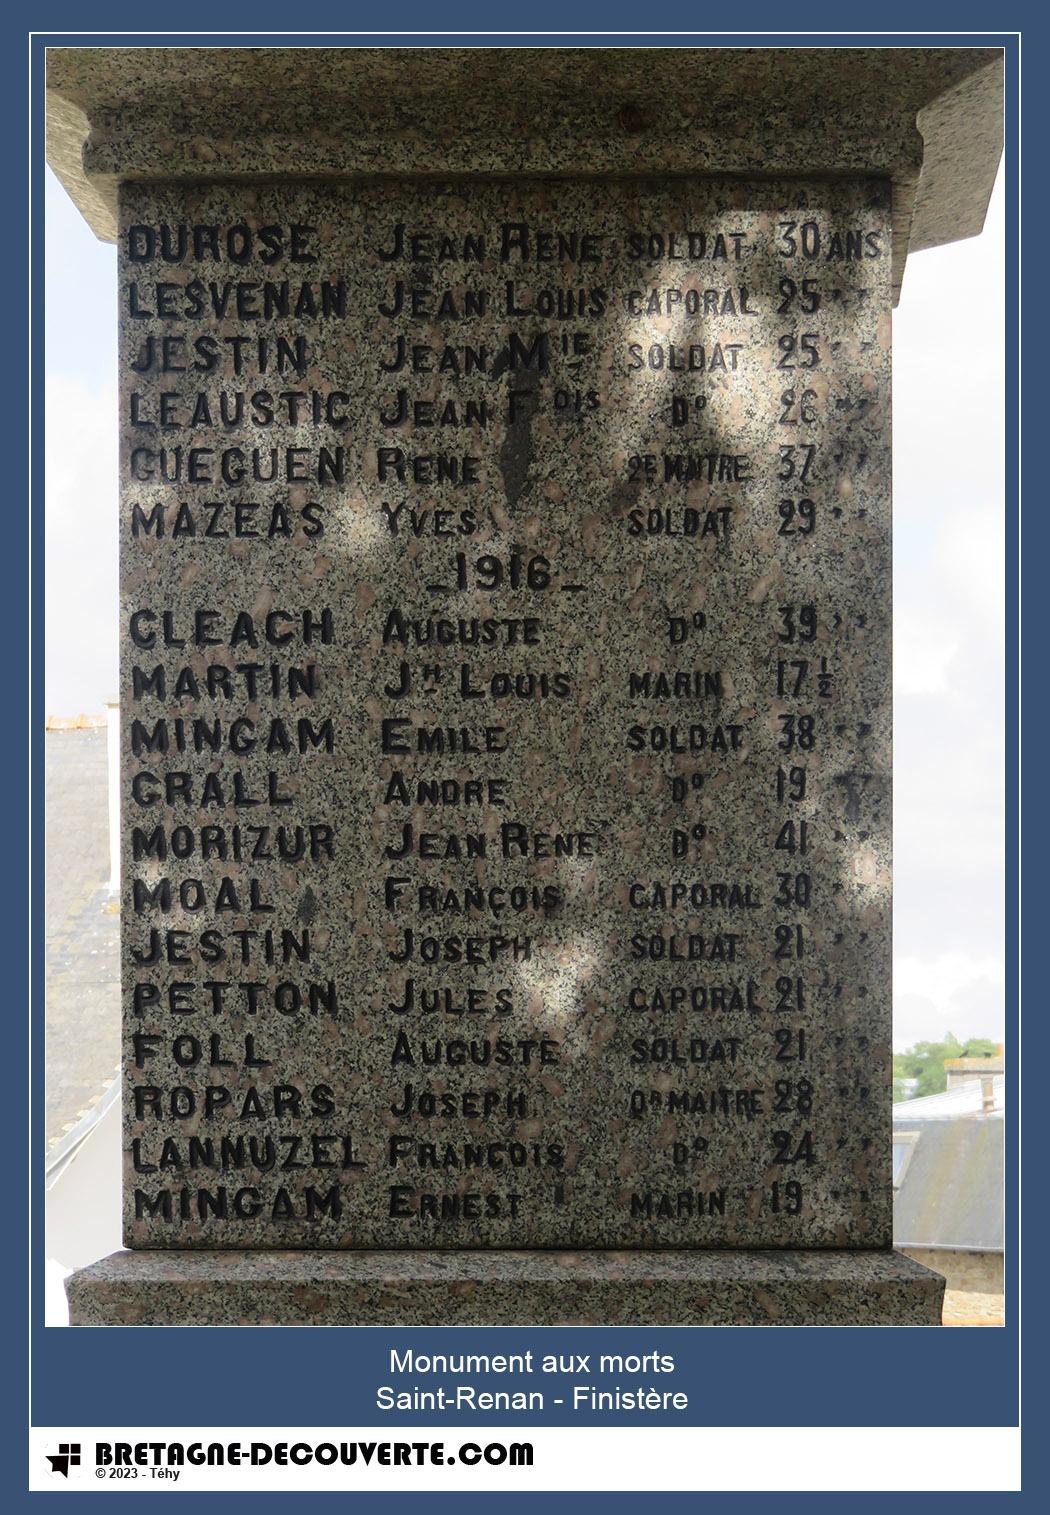 DUROSE JEAN RENE SOLDAT 30 ANS
LESVENAN JEAN LOUIS CAPORAL 25 " "
JESTIN JEAN MIE SOLDAT 25 " "
LEAUSTIC JEAN FOIS DO 26 " "
GUEGUEN RENE 2E MAITRE 37 " "
MAZEAS YVES SOLDAT 29 " "
_1916_
CLEACH AUGUSTE DO 39 " "
MARTIN JH LOUIS MARIN 17 ½
MINGAM EMILE SOLDAT 38 " "
GRALL ANDRE DO 19 " "
MORIZUR JEAN RENE DO 41 " "
MOAL FRANÇOIS CAPORAL 30 " "
JESTIN JOSEPH SOLDAT 21 " "
PETTON JULES CAPORAL 21 " "
FOLL AUGUSTE SOLDAT 21
ROPARS JOSEPH QR MAITRE 28 " "
LANNUZEL FRANÇOIS DO 24 " "
MINGAM ERNEST MARIN 19 " "
Monument aux morts
Saint-Renan - Finistère
BRETAGNE-DECOUVERTE.COM
© 2023 - Téhy